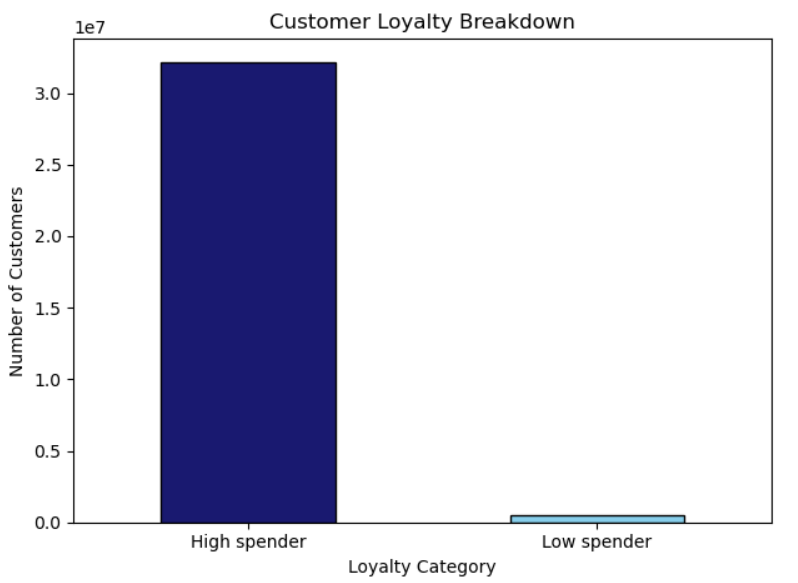 Customer Loyalty Breakdown
1e7
3.0
2.5
2.0
1.5
1.0
0.5
0.0
Number of Customers
High spender
Low spender
Loyalty Category